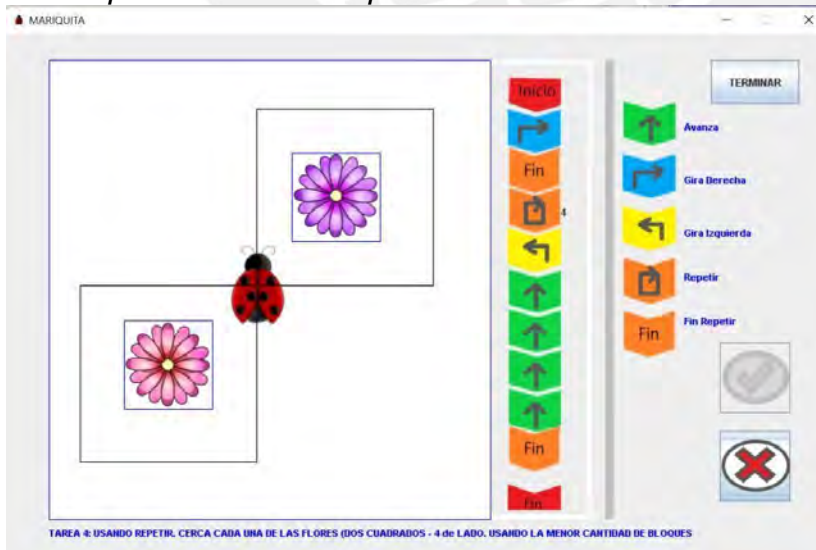 MARIQUITA
Inicio
Fin
4
Fin
Fin
TERMINAR
Avanza
Gira Derecha
Gira Izquierda
Repetir
Fin
Fin Repetir
TAREA 4: USANDO REPETIR. CERCA CADA UNA DE LAS FLORES (DOS CUADRADOS - 4 de LADO. USANDO LA MENOR CANTIDAD DE BLOQUES